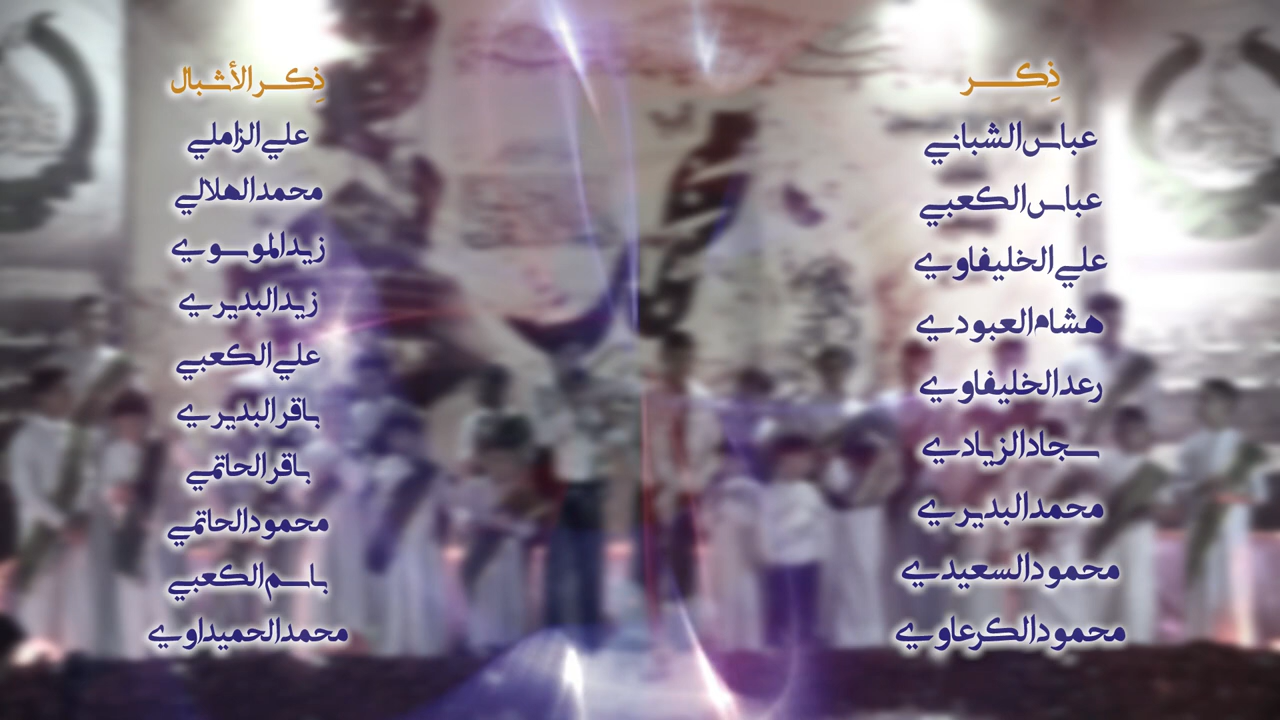 ذِكر
عباس الشباني
عباس الكعبي
علي الخليفاوي
هشام العبودي
رعد الخليفاوي
سجاد الزيادي
محمد البديري
محمود السعيدي
محمود الكرعاوي
ذِكر الأشبال
علي الزاملي
محمد الهلالي
زيد الموسوي
زيد البديري
علي الكعبي
باقر البديري
باقر الحاتمي
محمود الحاتمي
باسم الكعبي
محمد الحميداوي